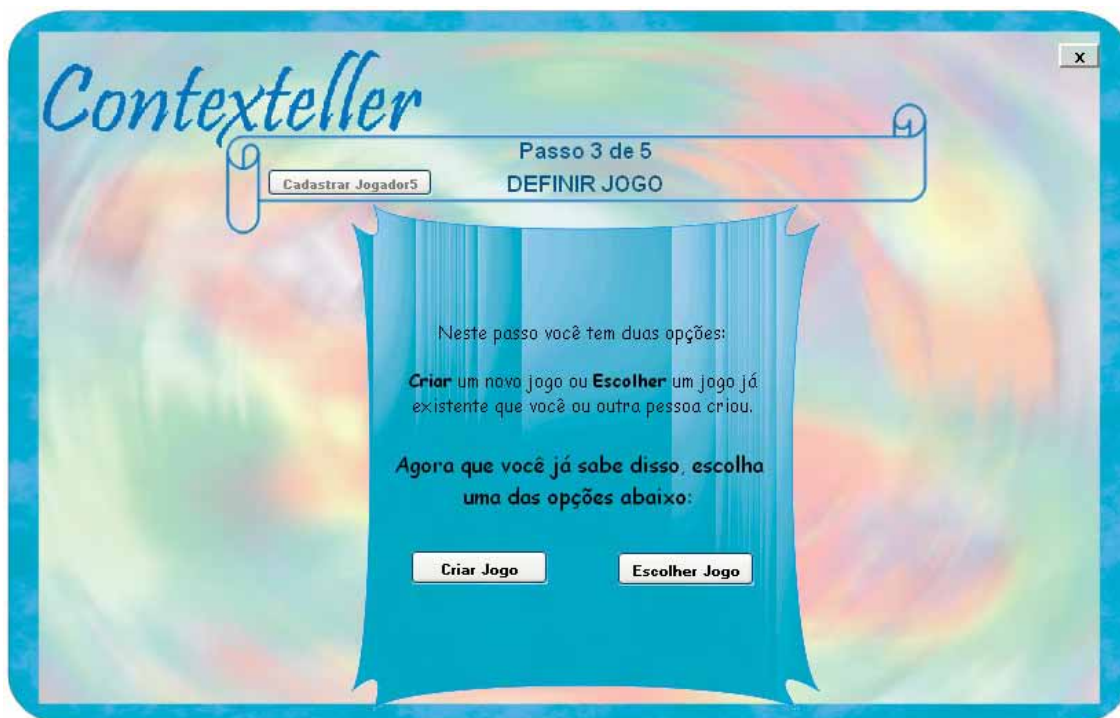 Contexteller
x
Passo 3 de 5
Cadastrar Jogador5
DEFINIR JOGO
Neste passo você tem duas opções:
Criar um novo jogo ou Escolher um jogo já
existente que você ou outra pessoa criou.
Agora que você já sabe disso, escolha
uma das opções abaixo:
Criar Jogo
Escolher Jogo